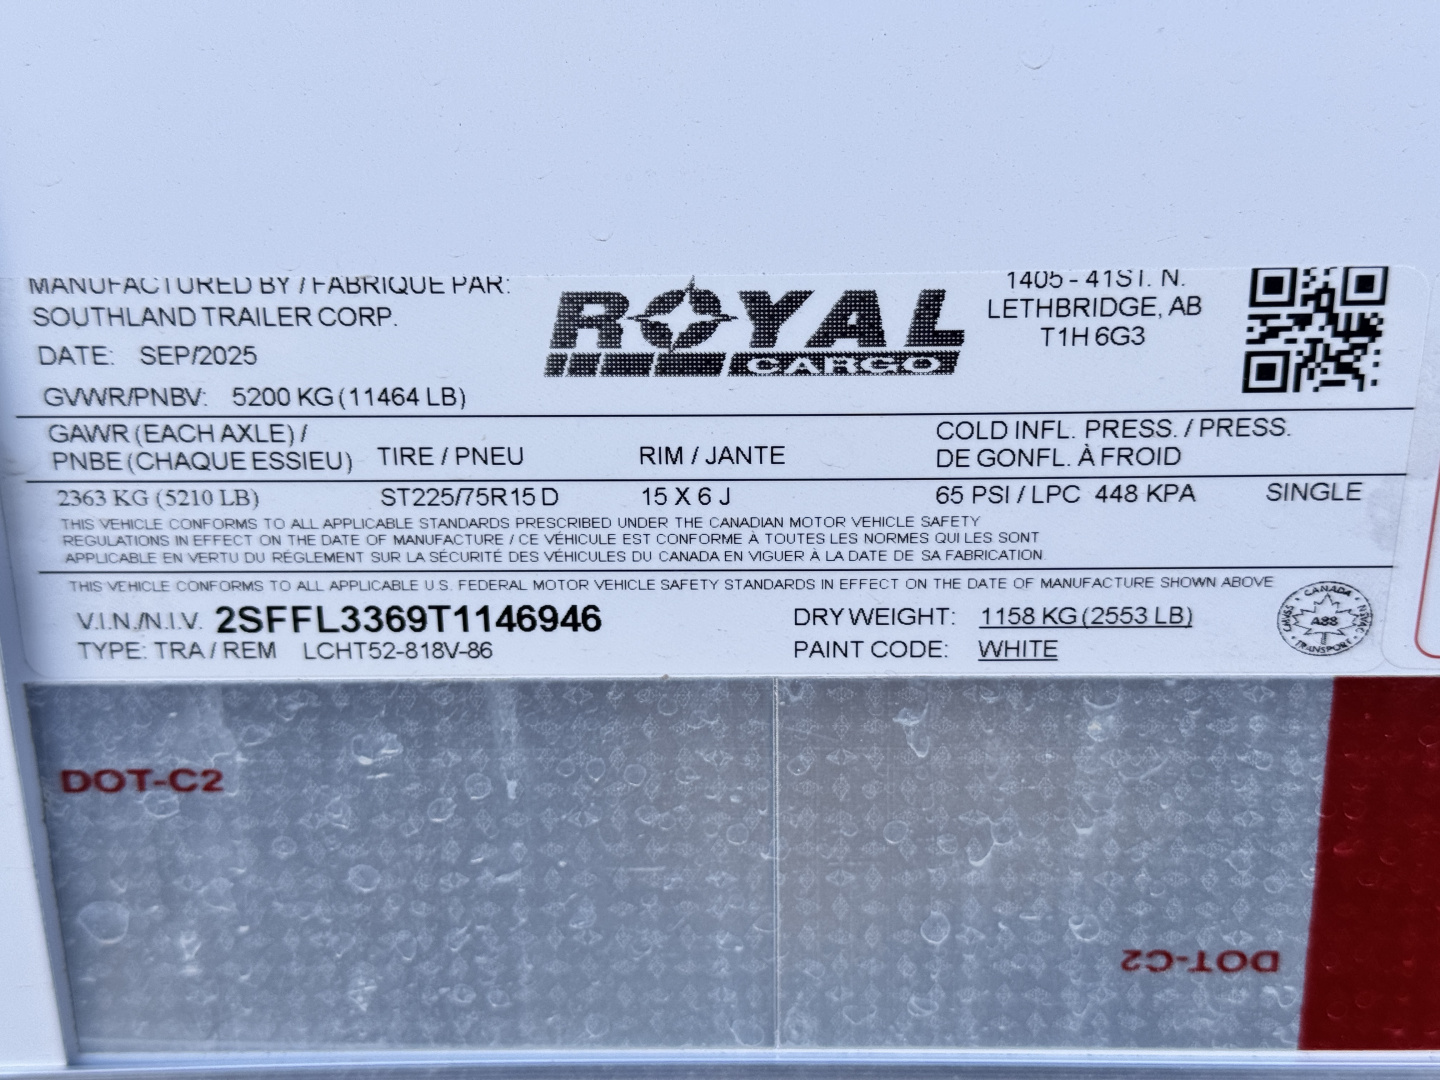 MANUFACTURED BY / FABRIQUE PAR:
SOUTHLAND TRAILER CORP.
DATE: SEP/2025
GVWR/PNBV: 5200 KG (11464 LB)
ROYAL
CARGO
1405 - 41ST. N.
LETHBRIDGE, AB
T1H 6G3
GAWR (EACH AXLE) /
PNBE (CHAQUE ESSIEU) TIRE / PNEU RIM / JANTE
COLD INFL. PRESS. / PRESS.
DE GONFL. À FROID
2363 KG (5210 LB) ST225/75R15 D 15 X 6 J 65 PSI / LPC 448 KPA SINGLE
THIS VEHICLE CONFORMS TO ALL APPLICABLE STANDARDS PRESCRIBED UNDER THE CANADIAN MOTOR VEHICLE SAFETY
REGULATIONS IN EFFECT ON THE DATE OF MANUFACTURE / CE VÉHICULE EST CONFORME À TOUTES LES NORMES QUI LES SONT
APPLICABLE EN VERTU DU RÉGLEMENT SUR LA SÉCURITÉ DES VÉHICULES DU CANADA EN VIGUER À LA DATE DE SA FABRICATION.
THIS VEHICLE CONFORMS TO ALL APPLICABLE U.S. FEDERAL MOTOR VEHICLE SAFETY STANDARDS IN EFFECT ON THE DATE OF MANUFACTURE SHOWN ABOVE
V.I.N./N.I.V. 2SFFL3369T1146946 DRY WEIGHT: 1158 KG (2553 LB)
TYPE: TRA / REM LCHT52-818V-86 PAINT CODE: WHITE
CANADA
A88
TRANSPORT
DOT-C2
DOT-C2